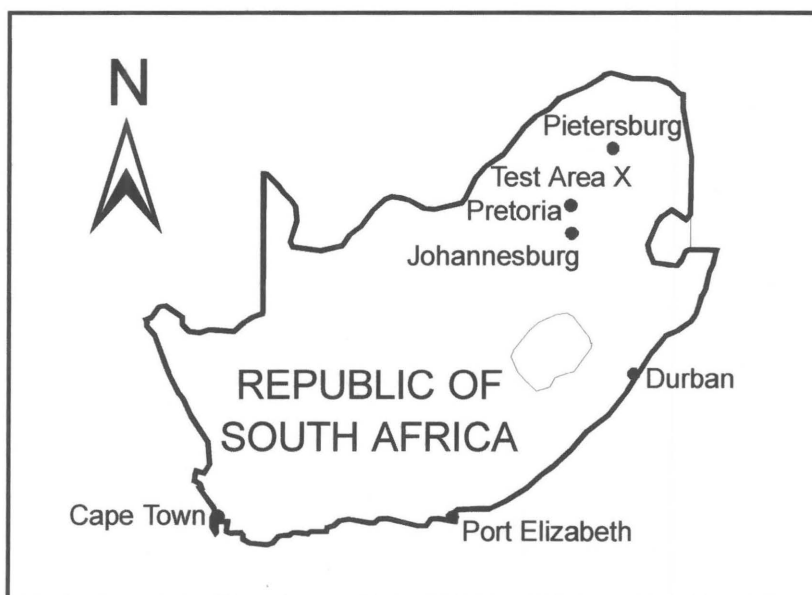 N
Pietersburg
Test Area X
Pretoria
Johannesburg
REPUBLIC OF
SOUTH AFRICA
Durban
Cape Town
Port Elizabeth